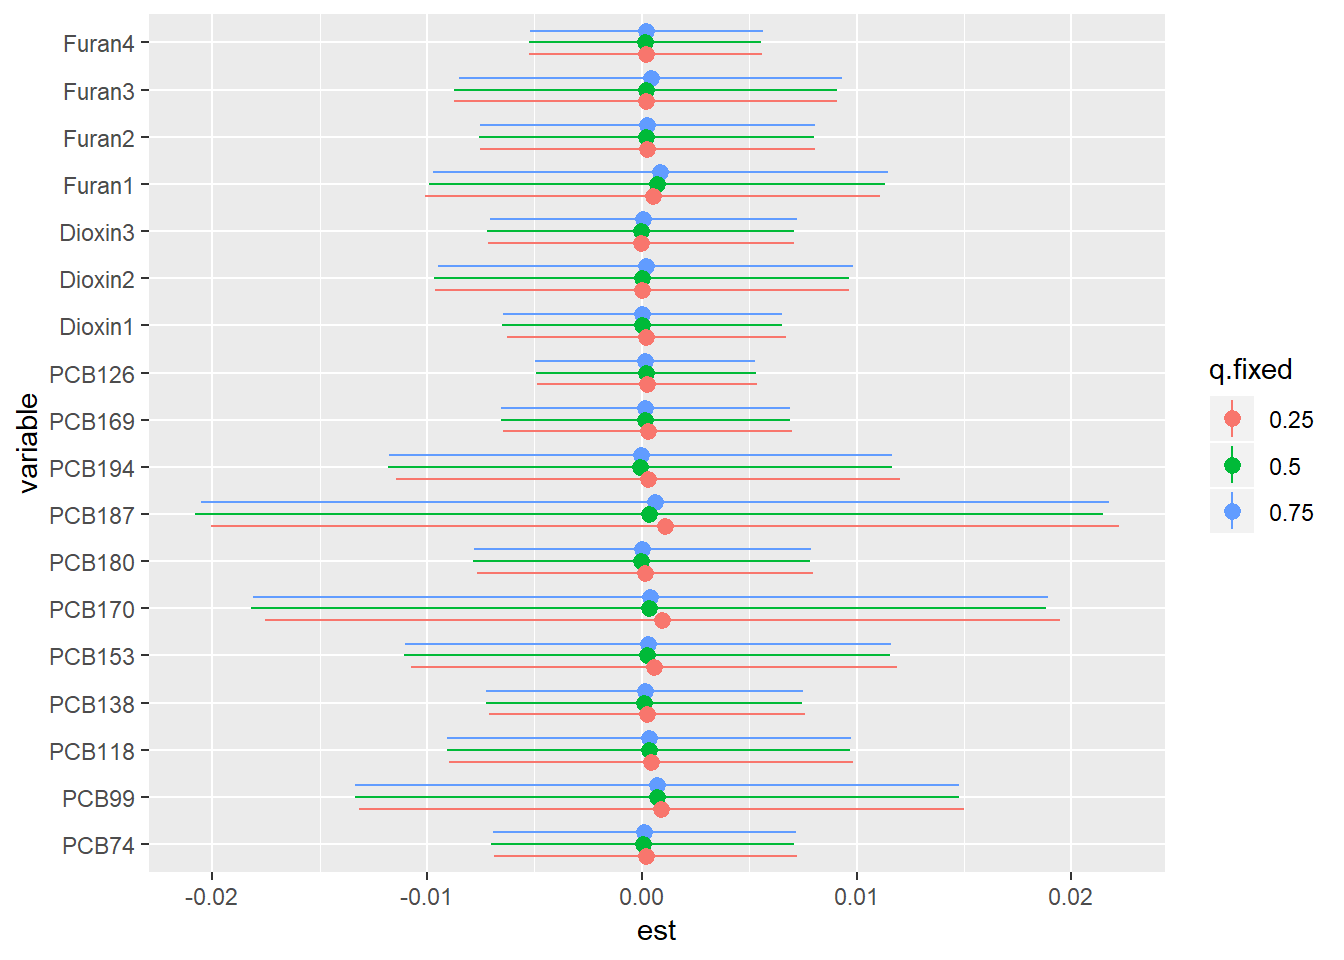 Furan4
Furan3
Furan2
Furan1
Dioxin3
Dioxin2
Dioxin1
PCB126
PCB169
PCB194
PCB187
PCB180
PCB170
PCB153
PCB138
PCB118
PCB99
PCB74
variable
-0.02 -0.01 0.00 0.01 0.02
est
q.fixed
0.25
0.5
0.75